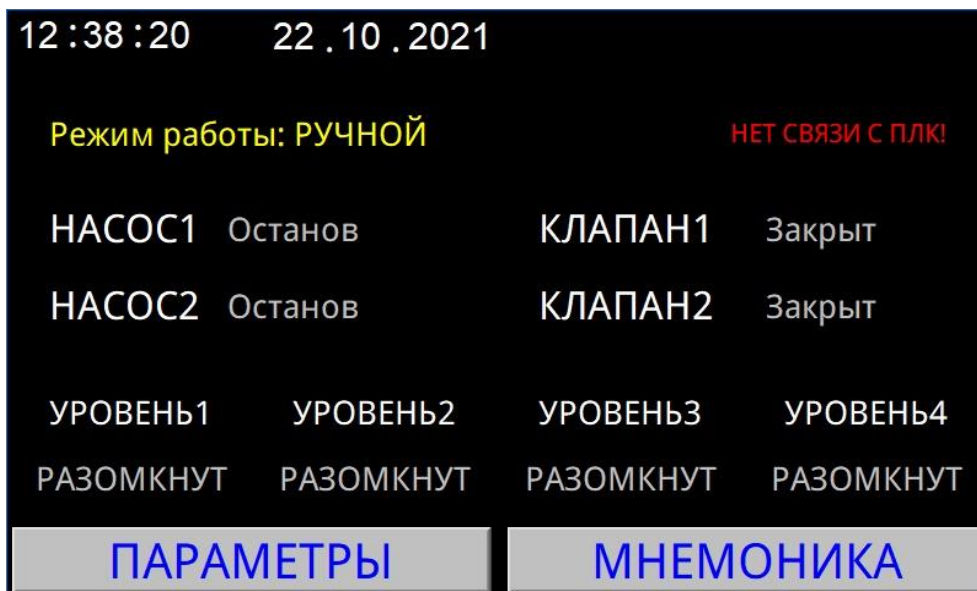 12:38:20 22.10.2021
Режим работы: РУЧНОЙ НЕТ СВЯЗИ С ПЛК!
НАСОС1 Останов КЛАПАН1 Закрыт
НАСОС2 Останов КЛАПАН2 Закрыт
УРОВЕНЬ1 УРОВЕНЬ2 УРОВЕНЬ3 УРОВЕНЬ4
РАЗОМКНУТ РАЗОМКНУТ РАЗОМКНУТ РАЗОМКНУТ
ПАРАМЕТРЫ МНЕМОНИКА